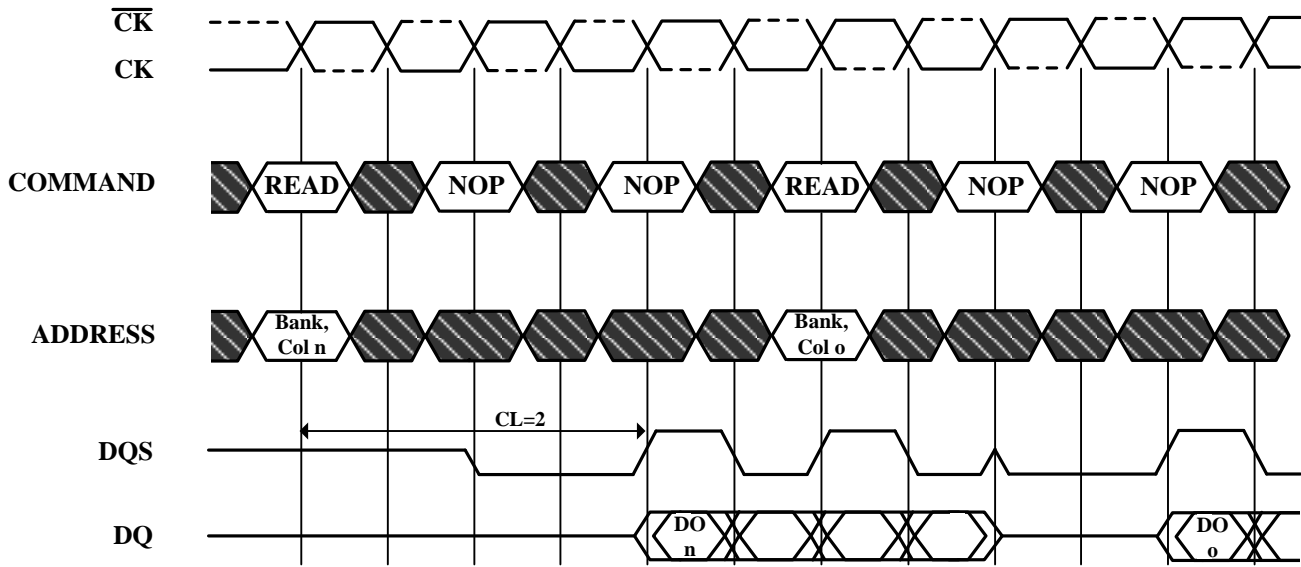 CK
CK
COMMAND
READ
NOP
NOP
READ
NOP
NOP
ADDRESS
Bank,
Col n
Bank,
Col o
CL=2
DQS
DQ
DO
n
DO
o